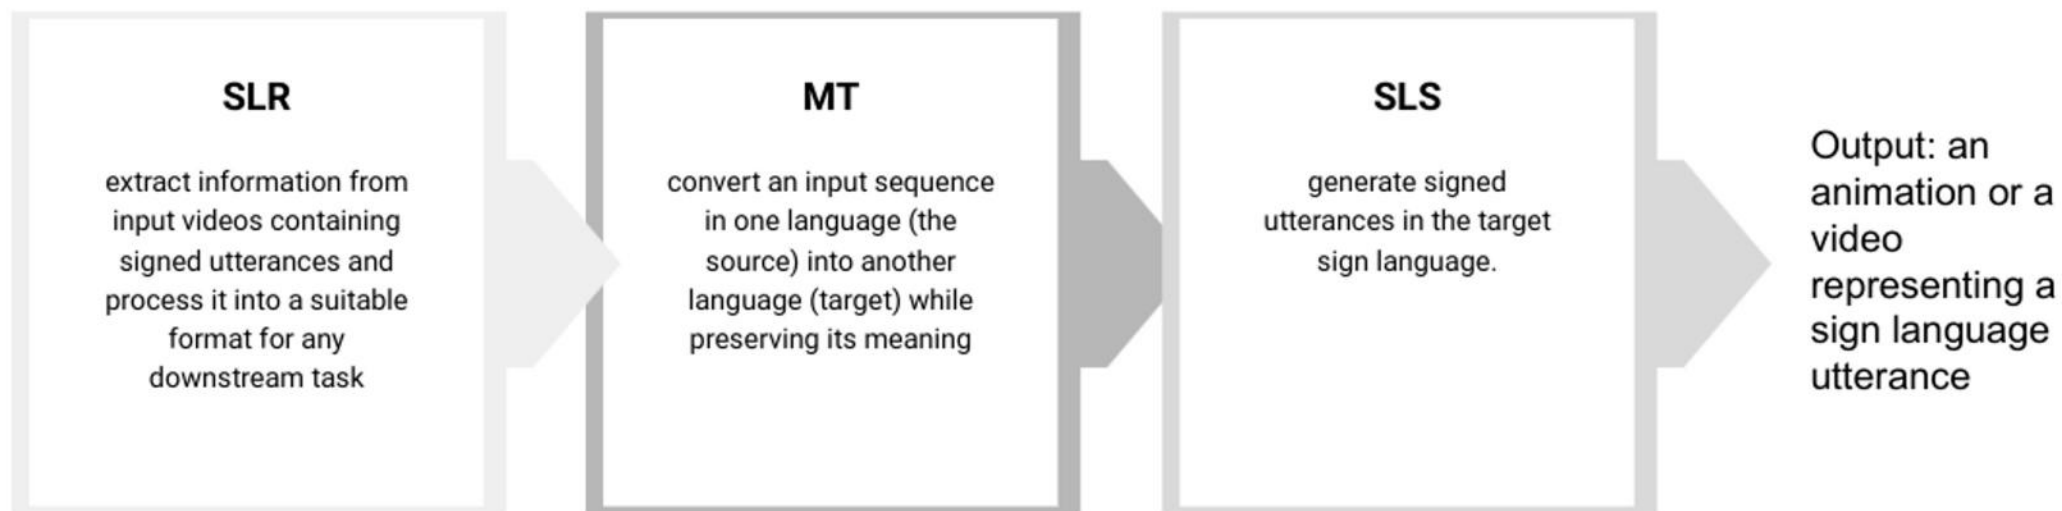 SLR
extract information from
input videos containing
signed utterances and
process it into a suitable
format for any
downstream task
MT
convert an input sequence
in one language (the
source) into another
language (target) while
preserving its meaning
SLS
generate signed
utterances in the target
sign language.
Output: an
animation or a
video
representing a
sign language
utterance